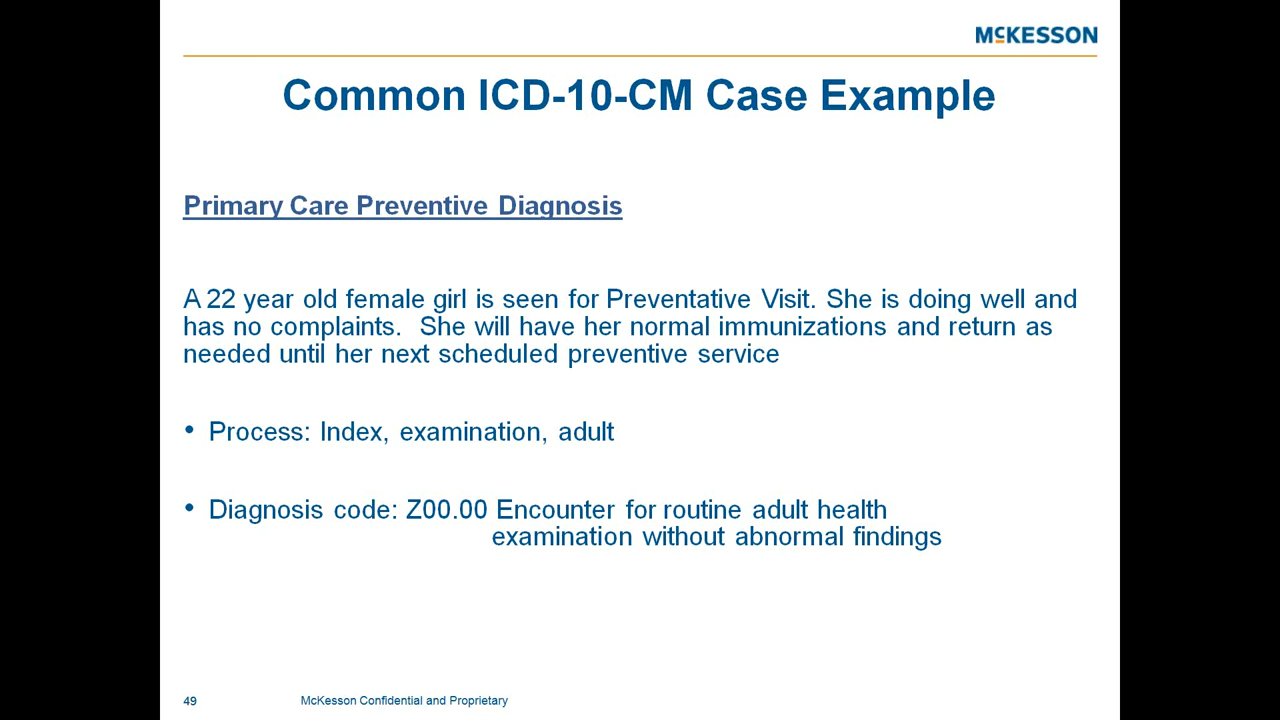 McKESSON
Common ICD-10-CM Case Example
Primary Care Preventive Diagnosis
A 22 year old female girl is seen for Preventative Visit. She is doing well and
has no complaints.  She will have her normal immunizations and return as
needed until her next scheduled preventive service
• Process: Index, examination, adult
• Diagnosis code: Z00.00 Encounter for routine adult health
examination without abnormal findings
49 McKesson Confidential and Proprietary